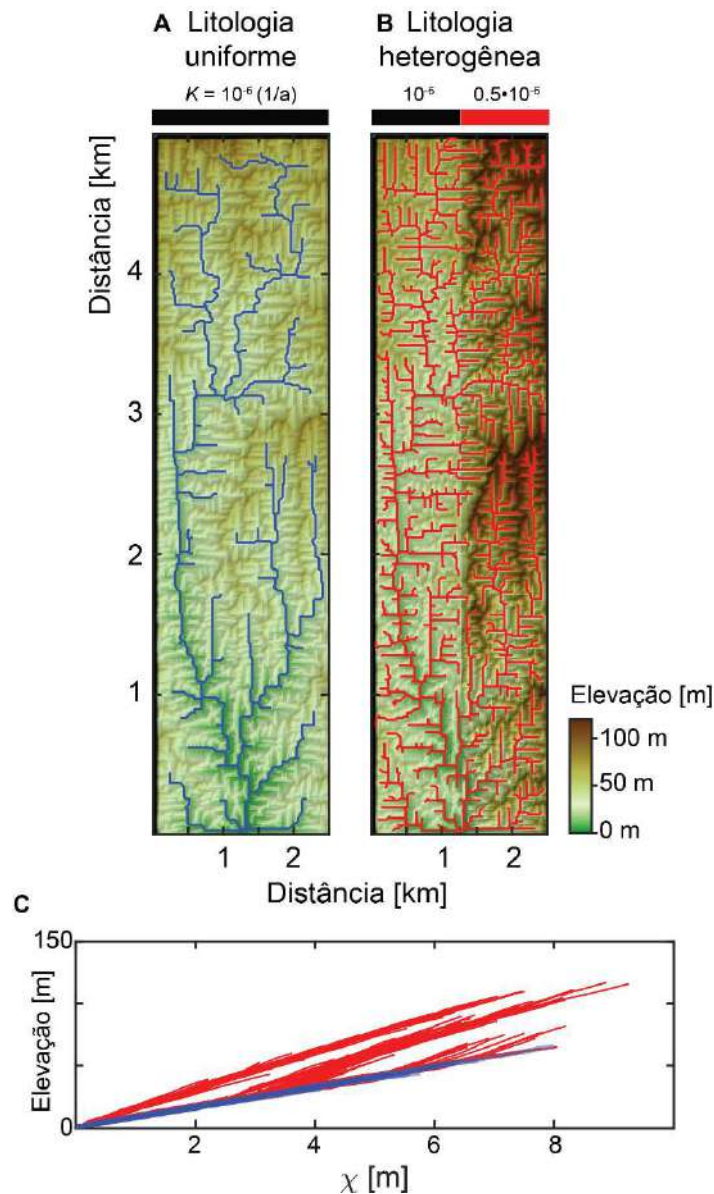 A Litologia
uniforme
K = 10⁻⁶ (1/a)
B Litologia
heterogênea
10⁻⁵ 0.5•10⁻⁵
Distância [km]
4
3
2
1
1 2
1 2
Distância [km]
Elevação [m]
100 m
50 m
0 m
C
Elevação [m]
150
0
2 4 6 8
χ [m]